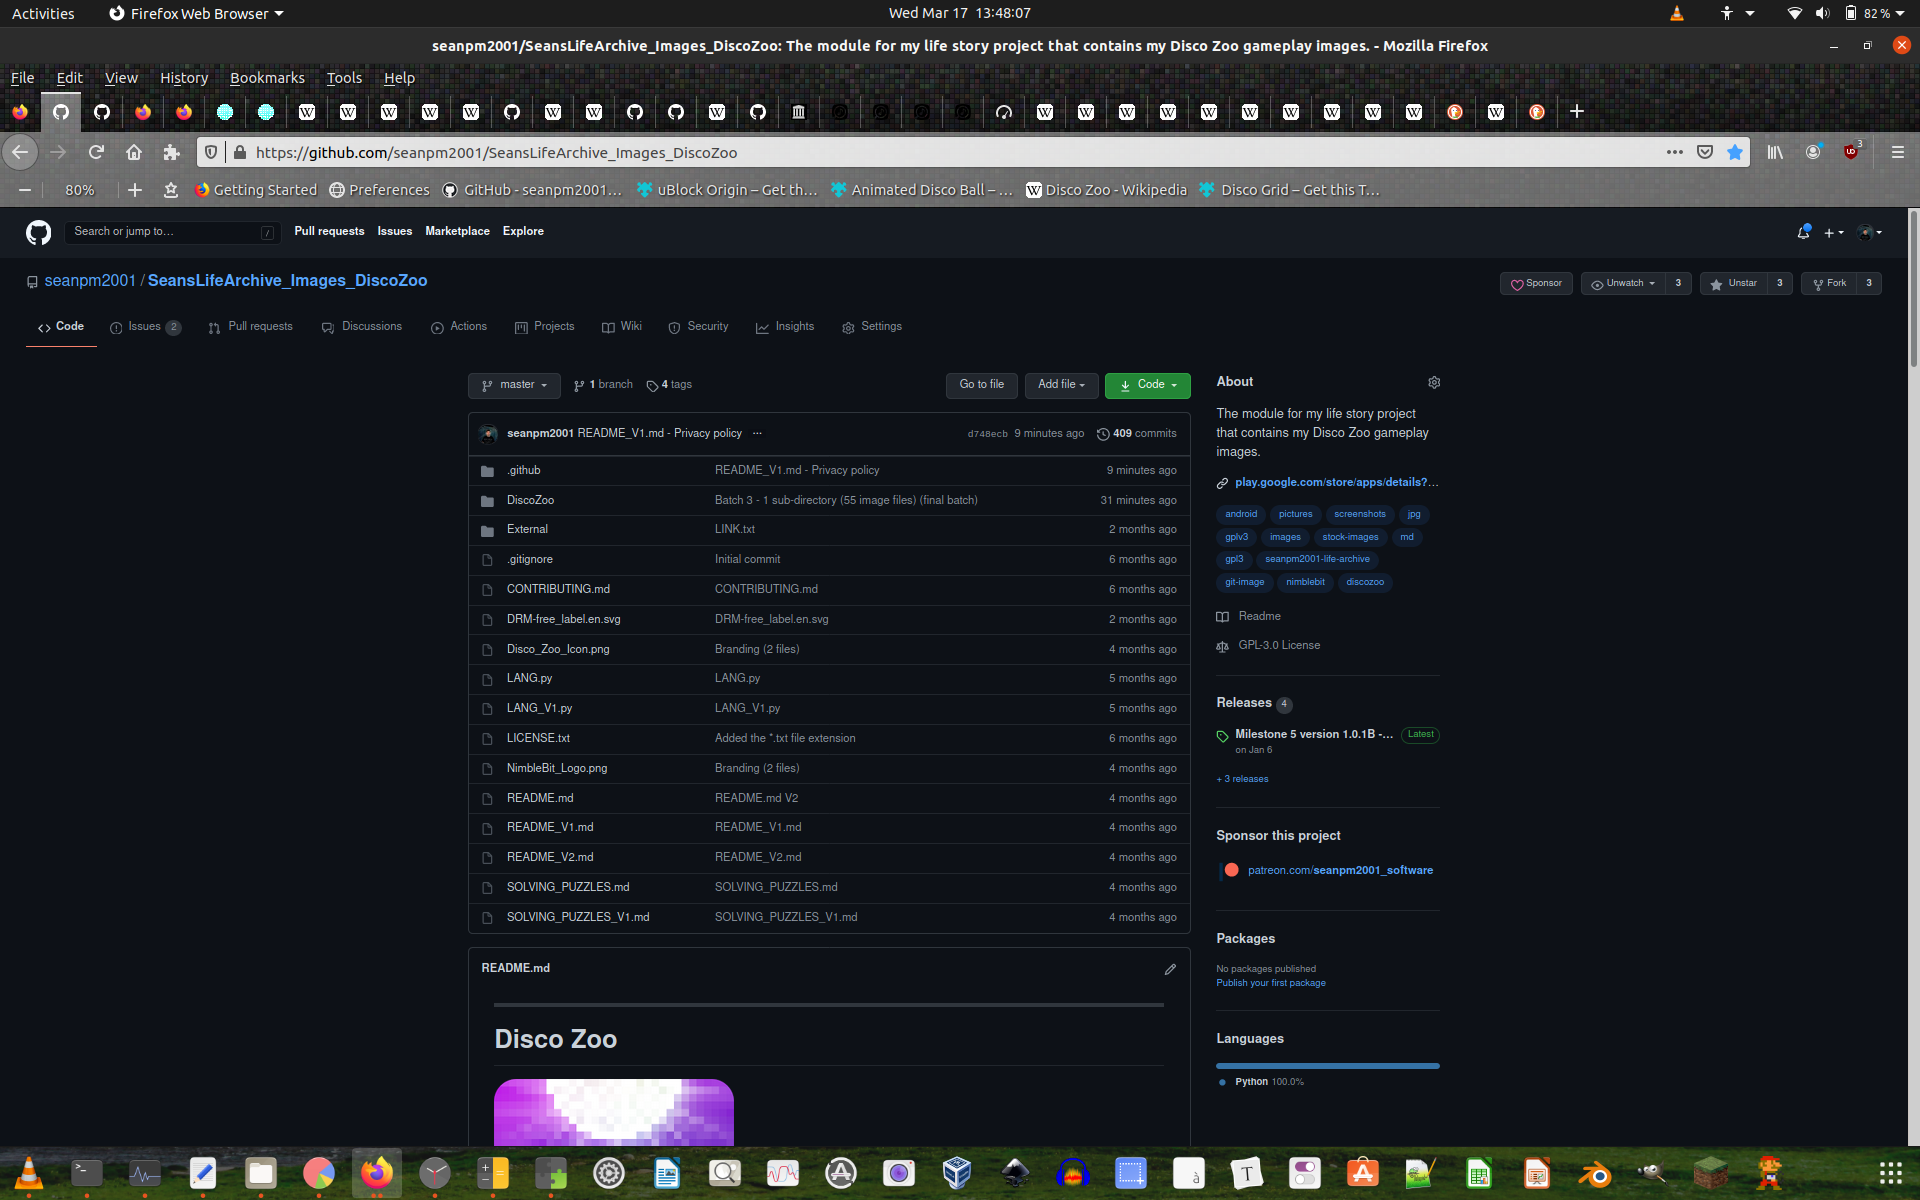 Activities Firefox Web Browser Wed Mar 17 13:48:07 82 %
seanpm2001/SeansLifeArchive_Images_DiscoZoo: The module for my life story project that contains my Disco Zoo gameplay images. - Mozilla Firefox
File Edit View History Bookmarks Tools Help
https://github.com/seanpm2001/SeansLifeArchive_Images_DiscoZoo 3
80% Getting Started Preferences GitHub - seanpm2001... uBlock Origin – Get th... Animated Disco Ball – ... Disco Zoo - Wikipedia Disco Grid – Get this T...
Search or jump to... / Pull requests Issues Marketplace Explore
seanpm2001 / SeansLifeArchive_Images_DiscoZoo Sponsor Unwatch 3 Unstar 3 Fork 3
Code Issues 2 Pull requests Discussions Actions Projects Wiki Security Insights Settings
master 1 branch 4 tags Go to file Add file Code
seanpm2001 README_V1.md - Privacy policy ... d748ecb 9 minutes ago 409 commits
.github README_V1.md - Privacy policy 9 minutes ago
DiscoZoo Batch 3 - 1 sub-directory (55 image files) (final batch) 31 minutes ago
External LINK.txt 2 months ago
.gitignore Initial commit 6 months ago
CONTRIBUTING.md CONTRIBUTING.md 6 months ago
DRM-free_label.en.svg DRM-free_label.en.svg 2 months ago
Disco_Zoo_Icon.png Branding (2 files) 4 months ago
LANG.py LANG.py 5 months ago
LANG_V1.py LANG_V1.py 5 months ago
LICENSE.txt Added the *.txt file extension 6 months ago
NimbleBit_Logo.png Branding (2 files) 4 months ago
README.md README.md V2 4 months ago
README_V1.md README_V1.md 4 months ago
README_V2.md README_V2.md 4 months ago
SOLVING_PUZZLES.md SOLVING_PUZZLES.md 4 months ago
SOLVING_PUZZLES_V1.md SOLVING_PUZZLES_V1.md 4 months ago
README.md
Disco Zoo
About
The module for my life story project
that contains my Disco Zoo gameplay
images.
play.google.com/store/apps/details?...
android pictures screenshots jpg
gplv3 images stock-images md
gpl3 seanpm2001-life-archive
git-image nimblebit discozoo
Readme
GPL-3.0 License
Releases 4
Milestone 5 version 1.0.1B -... Latest
on Jan 6
+ 3 releases
Sponsor this project
patreon.com/seanpm2001_software
Packages
No packages published
Publish your first package
Languages
Python 100.0%